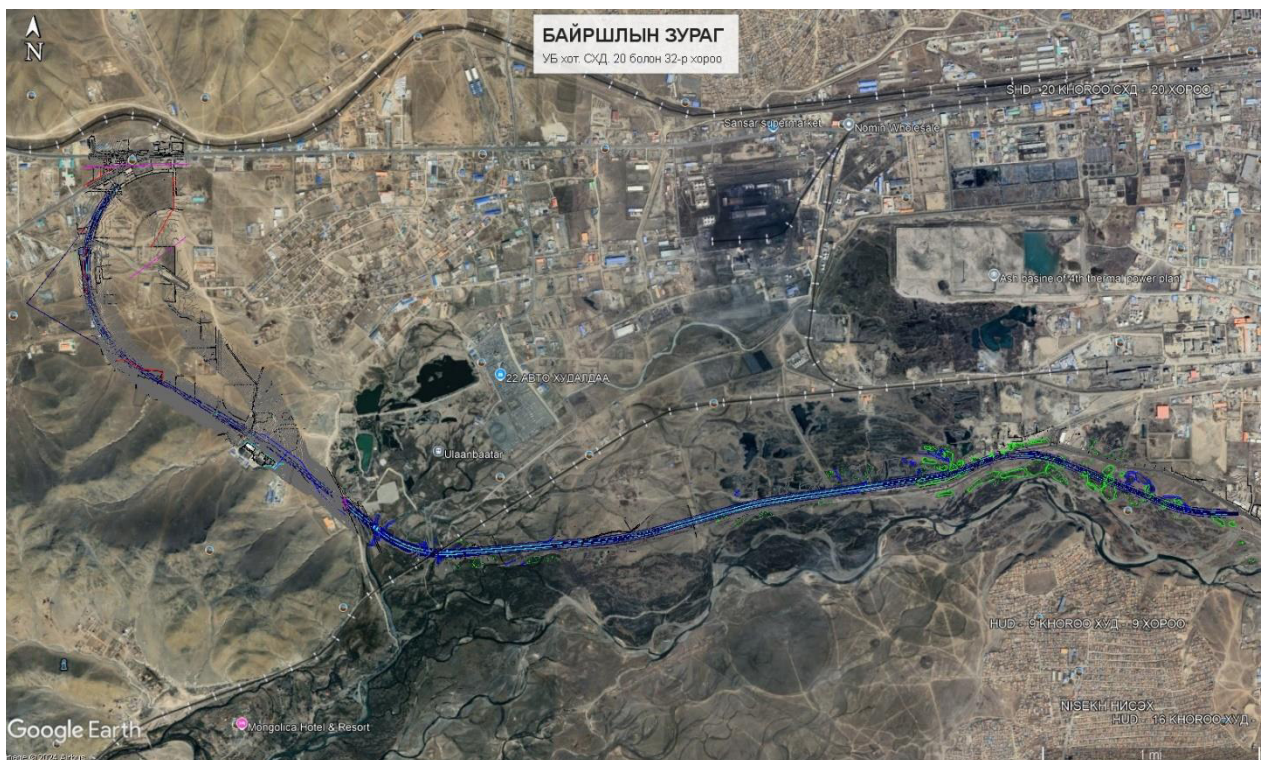 N
БАЙРШЛЫН ЗУРАГ
УБ хот. СХД. 20 болон 32-р хороо
SHD - 20 KHOROO СХД - 20 ХОРОО
Sansar supermarket
Nomin Wholesale
Ash basine of 4th thermal power plant
22 АВТО ХУДАЛДАА
Ulaanbaatar
HUD - 9 KHOROO ХУД - 9 ХОРОО
NISEKH НИСЭХ
HUD - 16 KHOROO ХУД -
Mongolica Hotel & Resort
Google Earth
1 mi